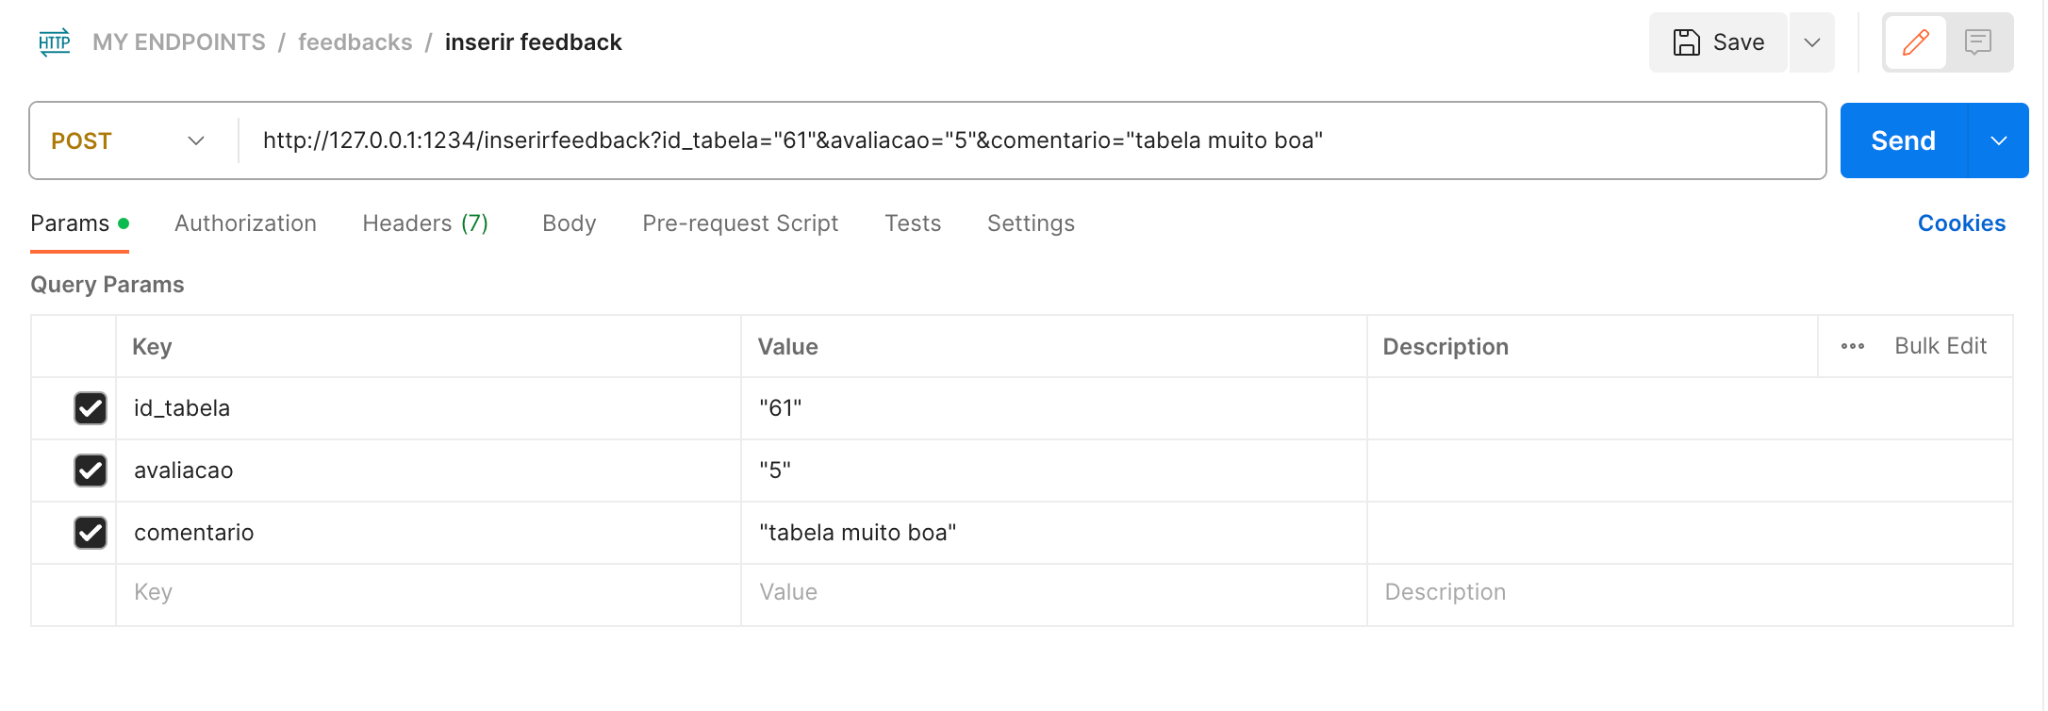 HTTP MY ENDPOINTS / feedbacks / inserir feedback Save
POST http://127.0.0.1:1234/inserirfeedback?id_tabela="61"&avaliacao="5"&comentario="tabela muito boa" Send
Params Authorization Headers (7) Body Pre-request Script Tests Settings Cookies
Query Params
Key Value Description ••• Bulk Edit
id_tabela "61"
avaliacao "5"
comentario "tabela muito boa"
Key Value Description